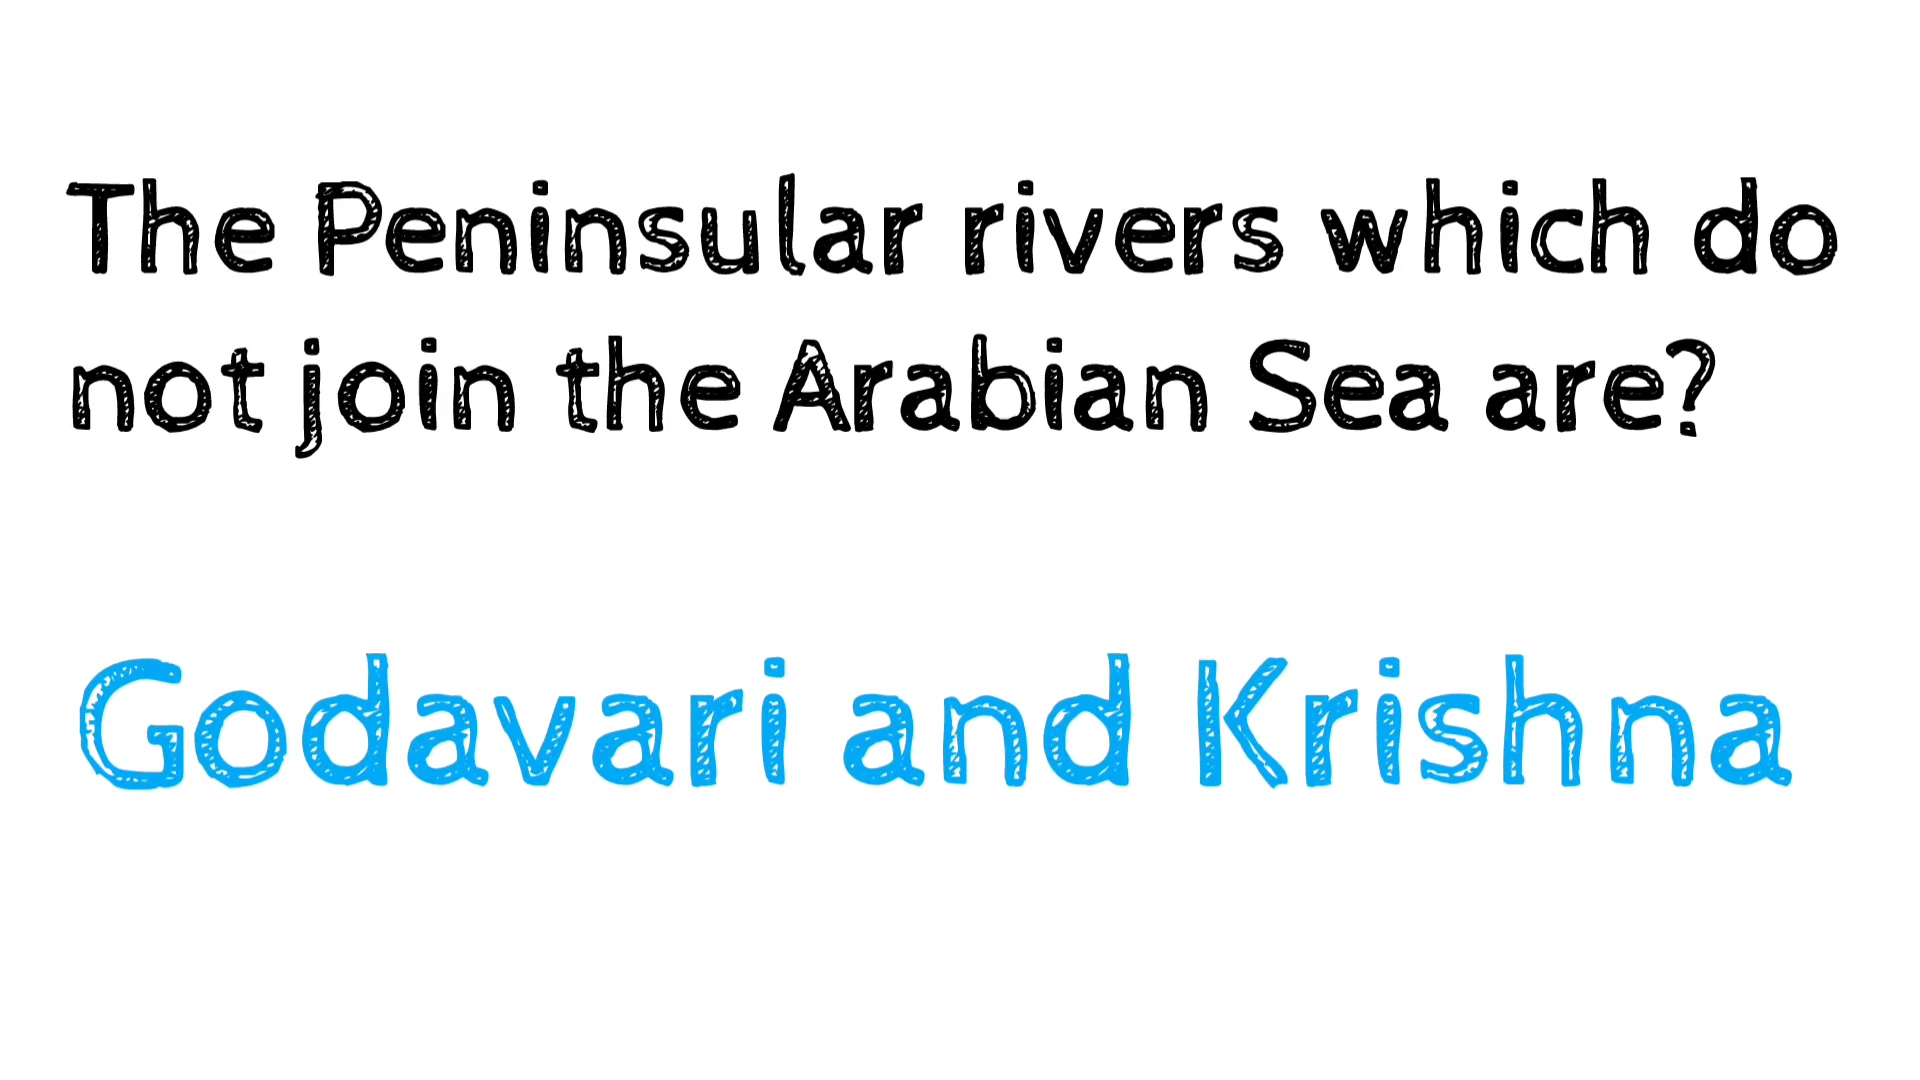 The Peninsular rivers which do
not join the Arabian Sea are?
Godavari and Krishna